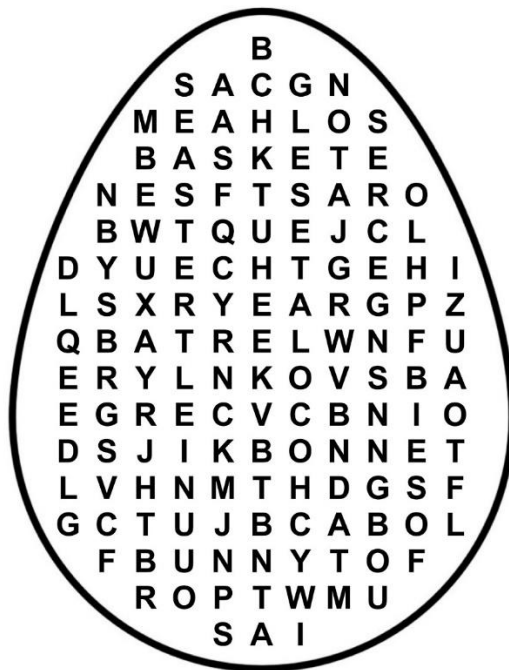 B
S A C G N
M E A H L O S
B A S K E T E
N E S F T S A R O
B W T Q U E J C L
D Y U E C H T G E H I
L S X R Y E A R G P Z
Q B A T R E L W N F U
E R Y L N K O V S B A
E G R E C V C B N I O
D S J I K B O N N E T
L V H N M T H D G S F
G C T U J B C A B O L
F B U N N Y T O F
R O P T W M U
S A I